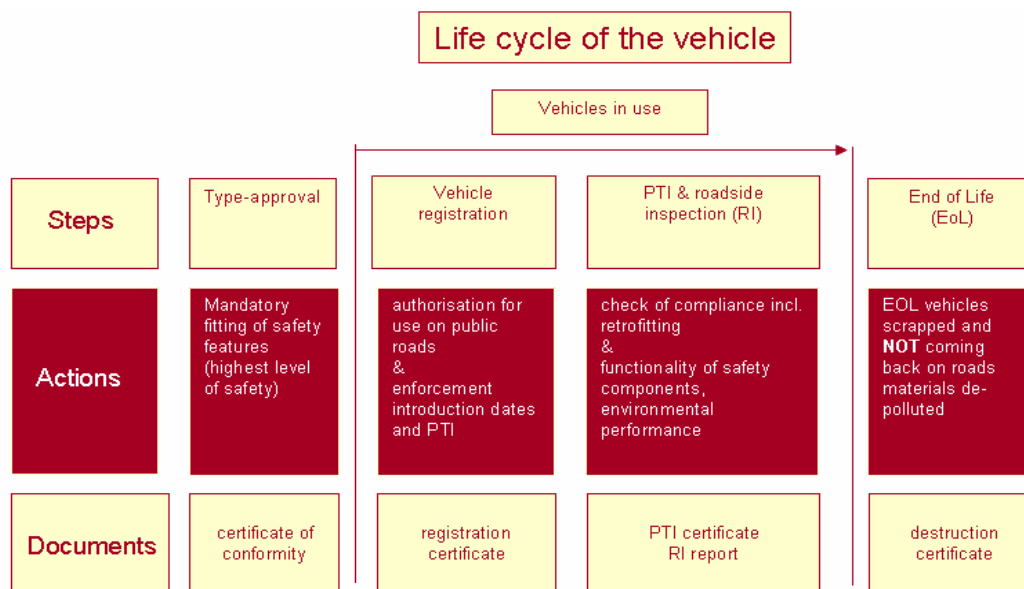 Life cycle of the vehicle
Vehicles in use
Steps
Type-approval
Vehicle
registration
PTI & roadside
inspection (RI)
End of Life
(EoL)
Actions
Mandatory
fitting of safety
features
(highest level
of safety)
authorisation for
use on public
roads
&
enforcement
introduction dates
and PTI
check of compliance incl.
retrofitting
&
functionality of safety
components,
environmental
performance
EOL vehicles
scrapped and
NOT coming
back on roads
materials de-
polluted
Documents
certificate of
conformity
registration
certificate
PTI certificate
RI report
destruction
certificate